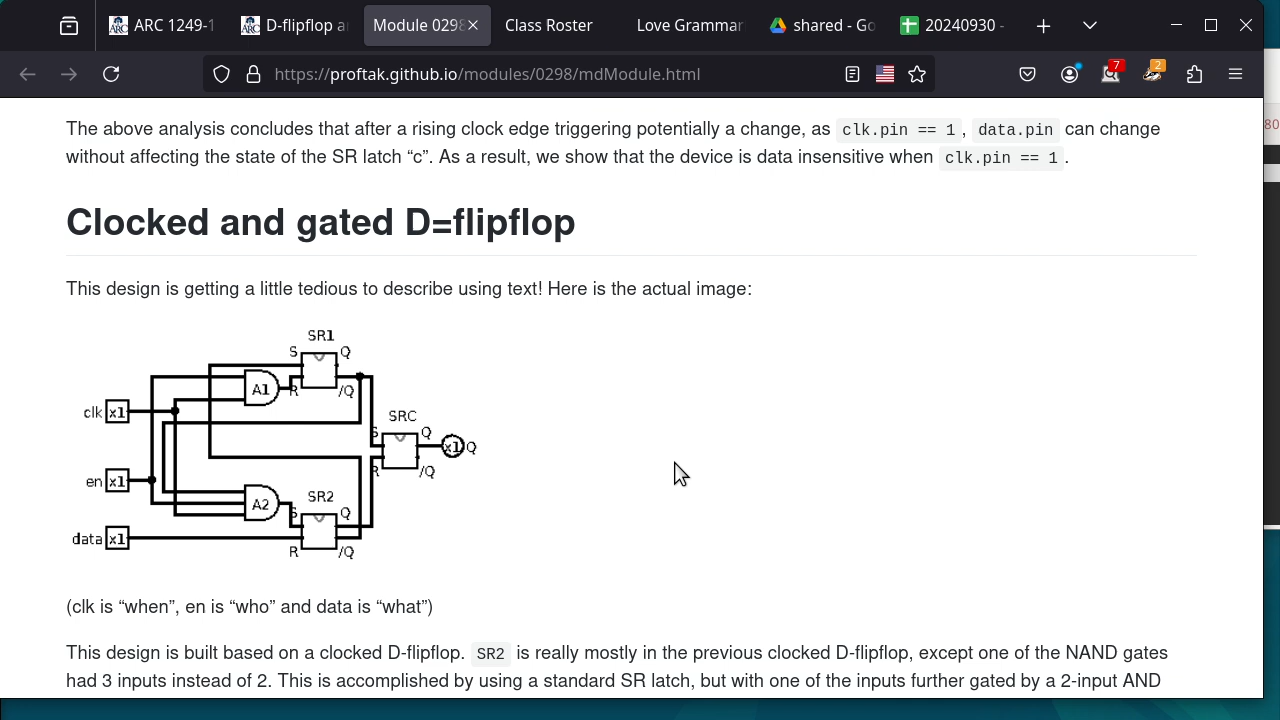 ARC 1249-1
D-flipflop a
Module 0298
Class Roster
Love Grammar
shared - Go
20240930 -
https://proftak.github.io/modules/0298/mdModule.html
7
2
The above analysis concludes that after a rising clock edge triggering potentially a change, as clk.pin == 1, data.pin can change
without affecting the state of the SR latch “c”. As a result, we show that the device is data insensitive when clk.pin == 1.
80
Clocked and gated D=flipflop
This design is getting a little tedious to describe using text! Here is the actual image:
SR1
S Q
A1
R /Q
clk x1
SRC
S Q
x1 Q
R /Q
en x1
SR2
A2
S Q
data x1
R /Q
(clk is “when”, en is “who” and data is “what”)
This design is built based on a clocked D-flipflop. SR2 is really mostly in the previous clocked D-flipflop, except one of the NAND gates
had 3 inputs instead of 2. This is accomplished by using a standard SR latch, but with one of the inputs further gated by a 2-input AND